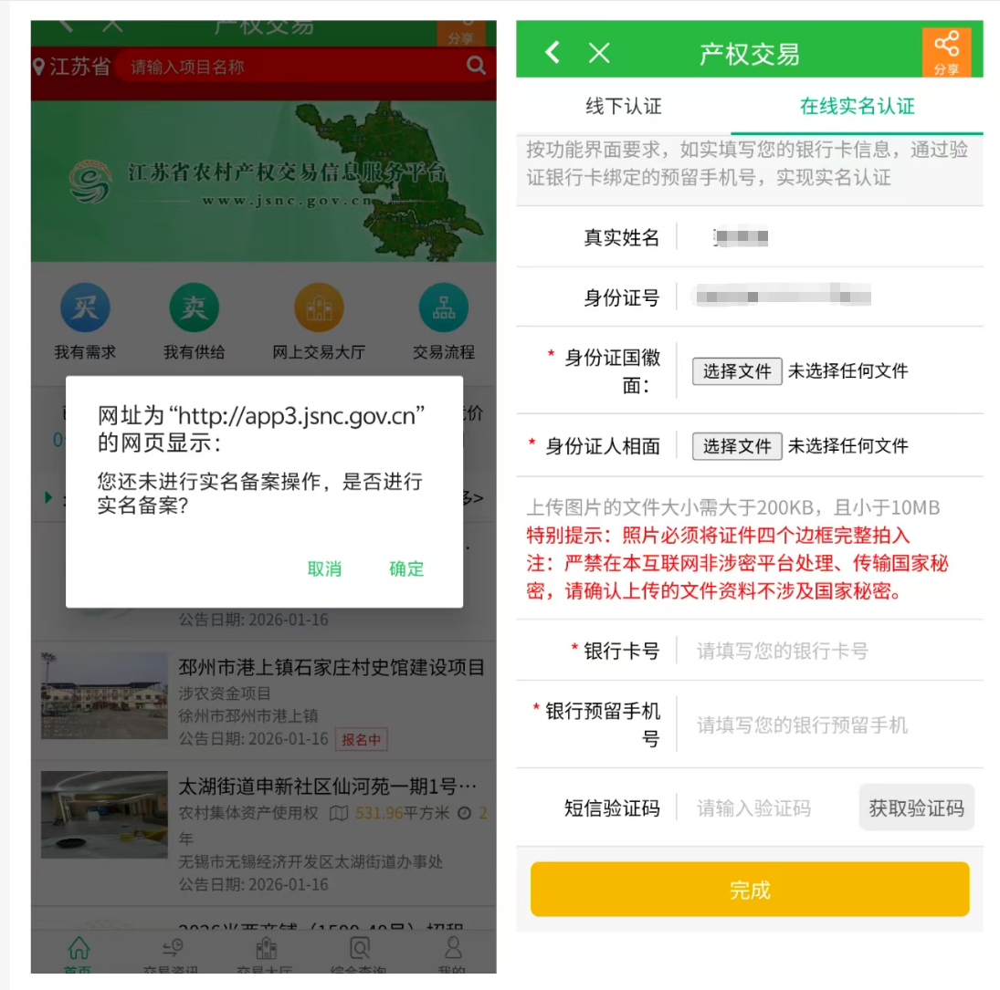 产权交易
分享
江苏省
请输入项目名称
江苏省农村产权交易信息服务平台
www.jsnc.gov.cn
我有需求
我有供给
网上交易大厅
交易流程
买
卖
网址为“http://app3.jsnc.gov.cn”
的网页显示：
您还未进行实名备案操作，是否进行
实名备案?
取消
确定
公告日期: 2026-01-16
邳州市港上镇石家庄村史馆建设项目
涉农资金项目
徐州市邳州市港上镇
公告日期: 2026-01-16
报名中
太湖街道申新社区仙河苑一期1号…
农村集体资产使用权
531.96平方米
2
年
无锡市无锡经济开发区太湖街道办事处
公告日期: 2026-01-16
首页
交易资讯
交易大厅
综合查询
我的
产权交易
分享
线下认证
在线实名认证
按功能界面要求，如实填写您的银行卡信息，通过验
证银行卡绑定的预留手机号，实现实名认证
真实姓名
身份证号
* 身份证国徽
面：
选择文件 未选择任何文件
* 身份证人相面
选择文件 未选择任何文件
上传图片的文件大小需大于200KB，且小于10MB
特别提示：照片必须将证件四个边框完整拍入
注：严禁在本互联网非涉密平台处理、传输国家秘
密，请确认上传的文件资料不涉及国家秘密。
* 银行卡号
请填写您的银行卡号
* 银行预留手机
号
请填写您的银行预留手机
短信验证码
请输入验证码
获取验证码
完成